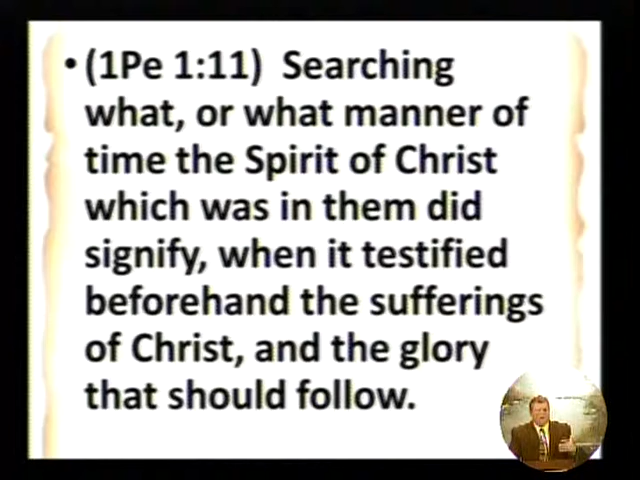 • (1Pe 1:11)  Searching
what, or what manner of
time the Spirit of Christ
which was in them did
signify, when it testified
beforehand the sufferings
of Christ, and the glory
that should follow.